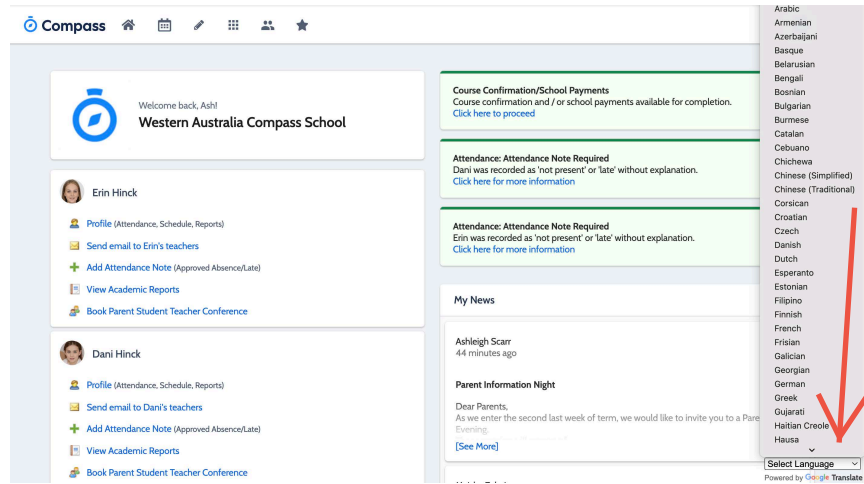 Compass
Welcome back, Ash!
Western Australia Compass School
Erin Hinck
Profile (Attendance, Schedule, Reports)
Send email to Erin's teachers
Add Attendance Note (Approved Absence/Late)
View Academic Reports
Book Parent Student Teacher Conference
Dani Hinck
Profile (Attendance, Schedule, Reports)
Send email to Dani's teachers
Add Attendance Note (Approved Absence/Late)
View Academic Reports
Book Parent Student Teacher Conference
Course Confirmation/School Payments
Course confirmation and / or school payments available for completion.
Click here to proceed
Attendance: Attendance Note Required
Dani was recorded as 'not present' or 'late' without explanation.
Click here for more information
Attendance: Attendance Note Required
Erin was recorded as 'not present' or 'late' without explanation.
Click here for more information
My News
Ashleigh Scarr
44 minutes ago
Parent Information Night
Dear Parents,
As we enter the second last week of term, we would like to invite you to a Pare
Evening.
[See More]
Arabic
Armenian
Azerbaijani
Basque
Belarusian
Bengali
Bosnian
Bulgarian
Burmese
Catalan
Cebuano
Chichewa
Chinese (Simplified)
Chinese (Traditional)
Corsican
Croatian
Czech
Danish
Dutch
Esperanto
Estonian
Filipino
Finnish
French
Frisian
Galician
Georgian
German
Greek
Gujarati
Haitian Creole
Hausa
Select Language
Powered by Google Translate